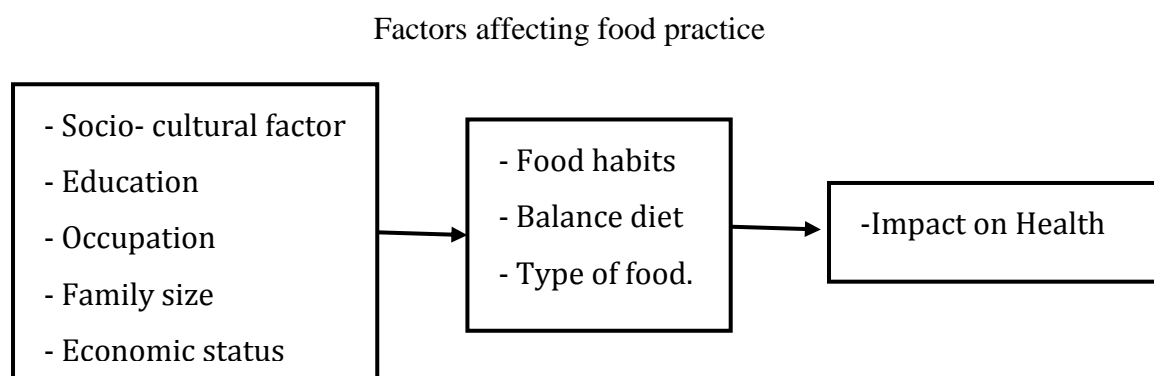 Factors affecting food practice
- Socio- cultural factor
- Education
- Occupation
- Family size
- Economic status
- Food habits
- Balance diet
- Type of food.
-Impact on Health